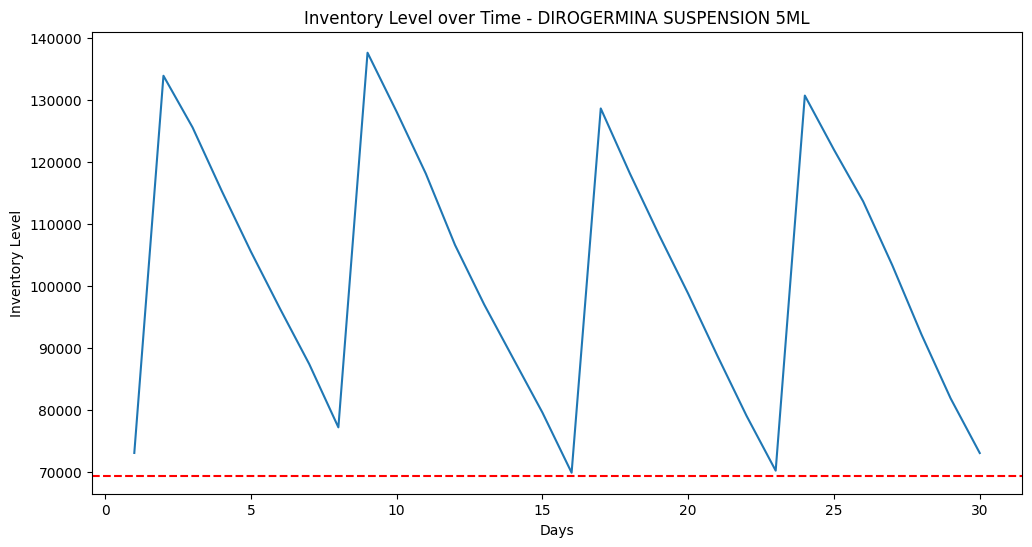 Inventory Level over Time - DIROGERMINA SUSPENSION 5ML
Inventory Level
140000
130000
120000
110000
100000
90000
80000
70000
0 5 10 15 20 25 30
Days